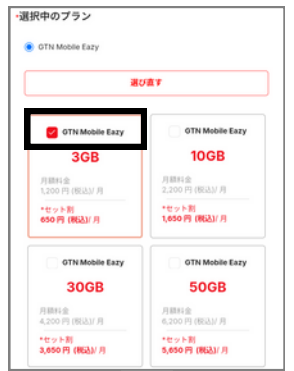 *選択中のプラン
GTN Mobile Eazy
選び直す
GTN Mobile Eazy
3GB
月額料金
1,200 円 (税込)/ 月
*セット割
650 円 (税込)/ 月
GTN Mobile Eazy
10GB
月額料金
2,200 円 (税込)/ 月
*セット割
1,650 円 (税込)/ 月
GTN Mobile Eazy
30GB
月額料金
4,200 円 (税込)/ 月
*セット割
3,650 円 (税込)/ 月
GTN Mobile Eazy
50GB
月額料金
6,200 円 (税込)/ 月
*セット割
5,650 円 (税込)/ 月